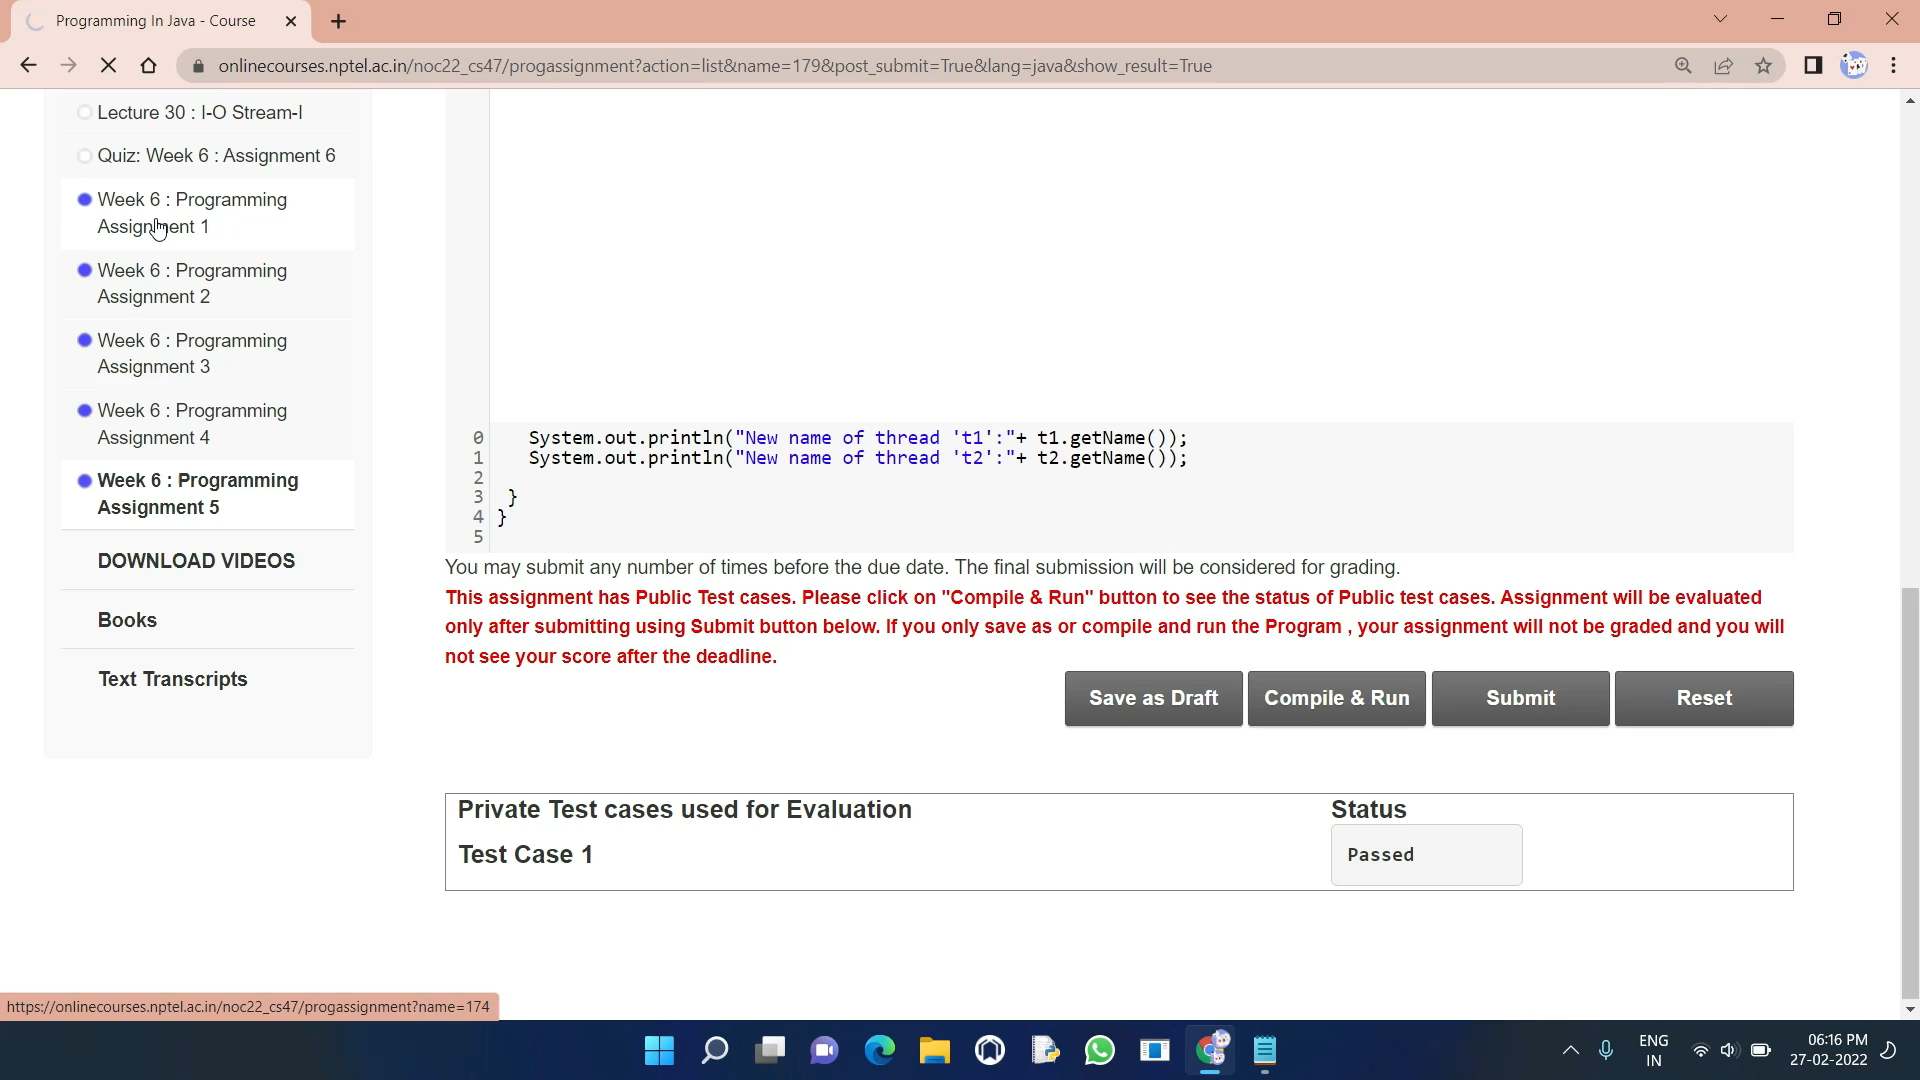 Programming In Java - Course
onlinecourses.nptel.ac.in/noc22_cs47/progassignment?action=list&name=179&post_submit=True&lang=java&show_result=True
Lecture 30 : I-O Stream-I
Quiz: Week 6 : Assignment 6
Week 6 : Programming
Assignment 1
Week 6 : Programming
Assignment 2
Week 6 : Programming
Assignment 3
Week 6 : Programming
Assignment 4
Week 6 : Programming
Assignment 5
DOWNLOAD VIDEOS
Books
Text Transcripts
0 System.out.println("New name of thread 't1':"+ t1.getName());
1 System.out.println("New name of thread 't2':"+ t2.getName());
2
3 }
4 }
5
You may submit any number of times before the due date. The final submission will be considered for grading.
This assignment has Public Test cases. Please click on "Compile & Run" button to see the status of Public test cases. Assignment will be evaluated
only after submitting using Submit button below. If you only save as or compile and run the Program , your assignment will not be graded and you will
not see your score after the deadline.
Save as Draft Compile & Run Submit Reset
Private Test cases used for Evaluation Status
Test Case 1 Passed
https://onlinecourses.nptel.ac.in/noc22_cs47/progassignment?name=174
ENG
IN
06:16 PM
27-02-2022